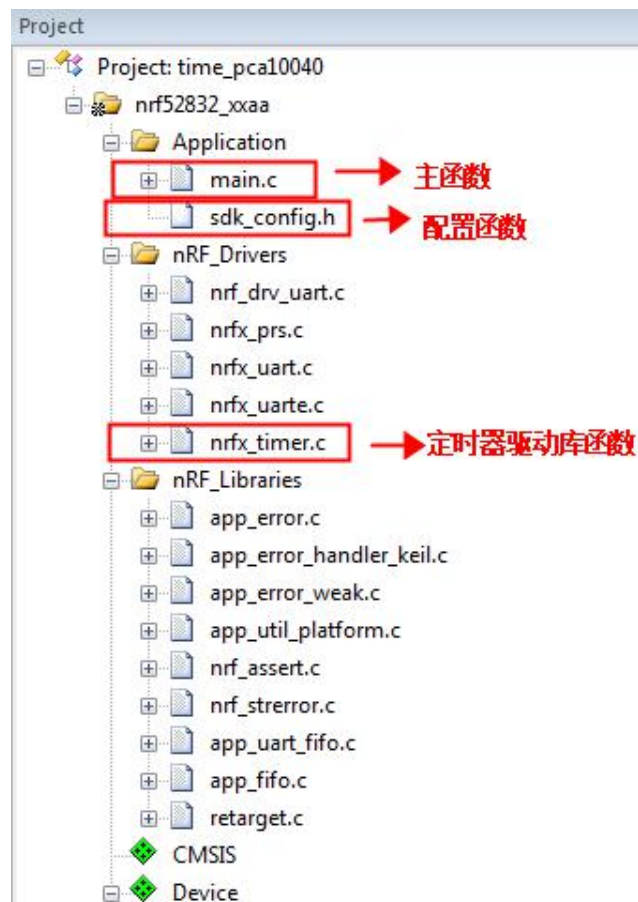 Project
Project: time_pca10040
nrf52832_xxaa
Application
main.c 主函数
sdk_config.h 配置函数
nRF_Drivers
nrf_drv_uart.c
nrfx_prs.c
nrfx_uart.c
nrfx_uarte.c
nrfx_timer.c 定时器驱动库函数
nRF_Libraries
app_error.c
app_error_handler_keil.c
app_error_weak.c
app_util_platform.c
nrf_assert.c
nrf_strerror.c
app_uart_fifo.c
app_fifo.c
retarget.c
CMSIS
Device